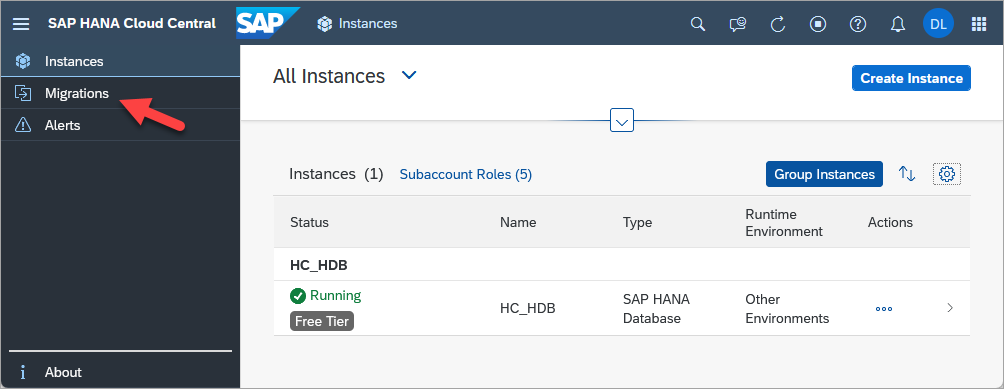 SAP HANA Cloud Central
SAP
Instances
DL
Instances
Migrations
Alerts
About
All Instances
Create Instance
Instances (1)
Subaccount Roles (5)
Group Instances
Status
Name
Type
Runtime
Environment
Actions
HC_HDB
Running
Free Tier
HC_HDB
SAP HANA
Database
Other
Environments